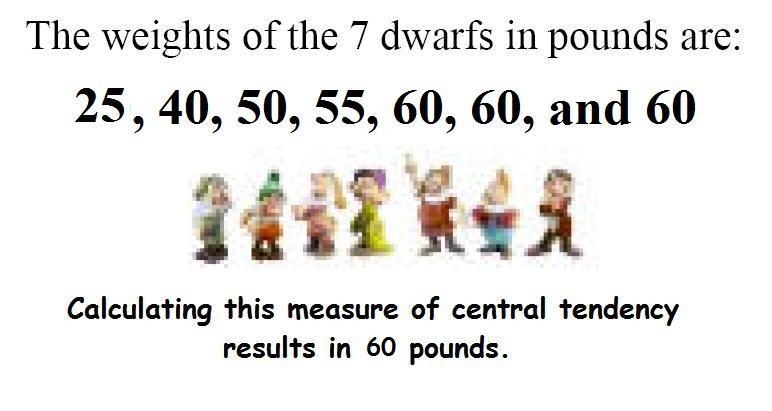 The weights of the 7 dwarfs in pounds are:
25, 40, 50, 55, 60, 60, and 60
Calculating this measure of central tendency
results in 60 pounds.